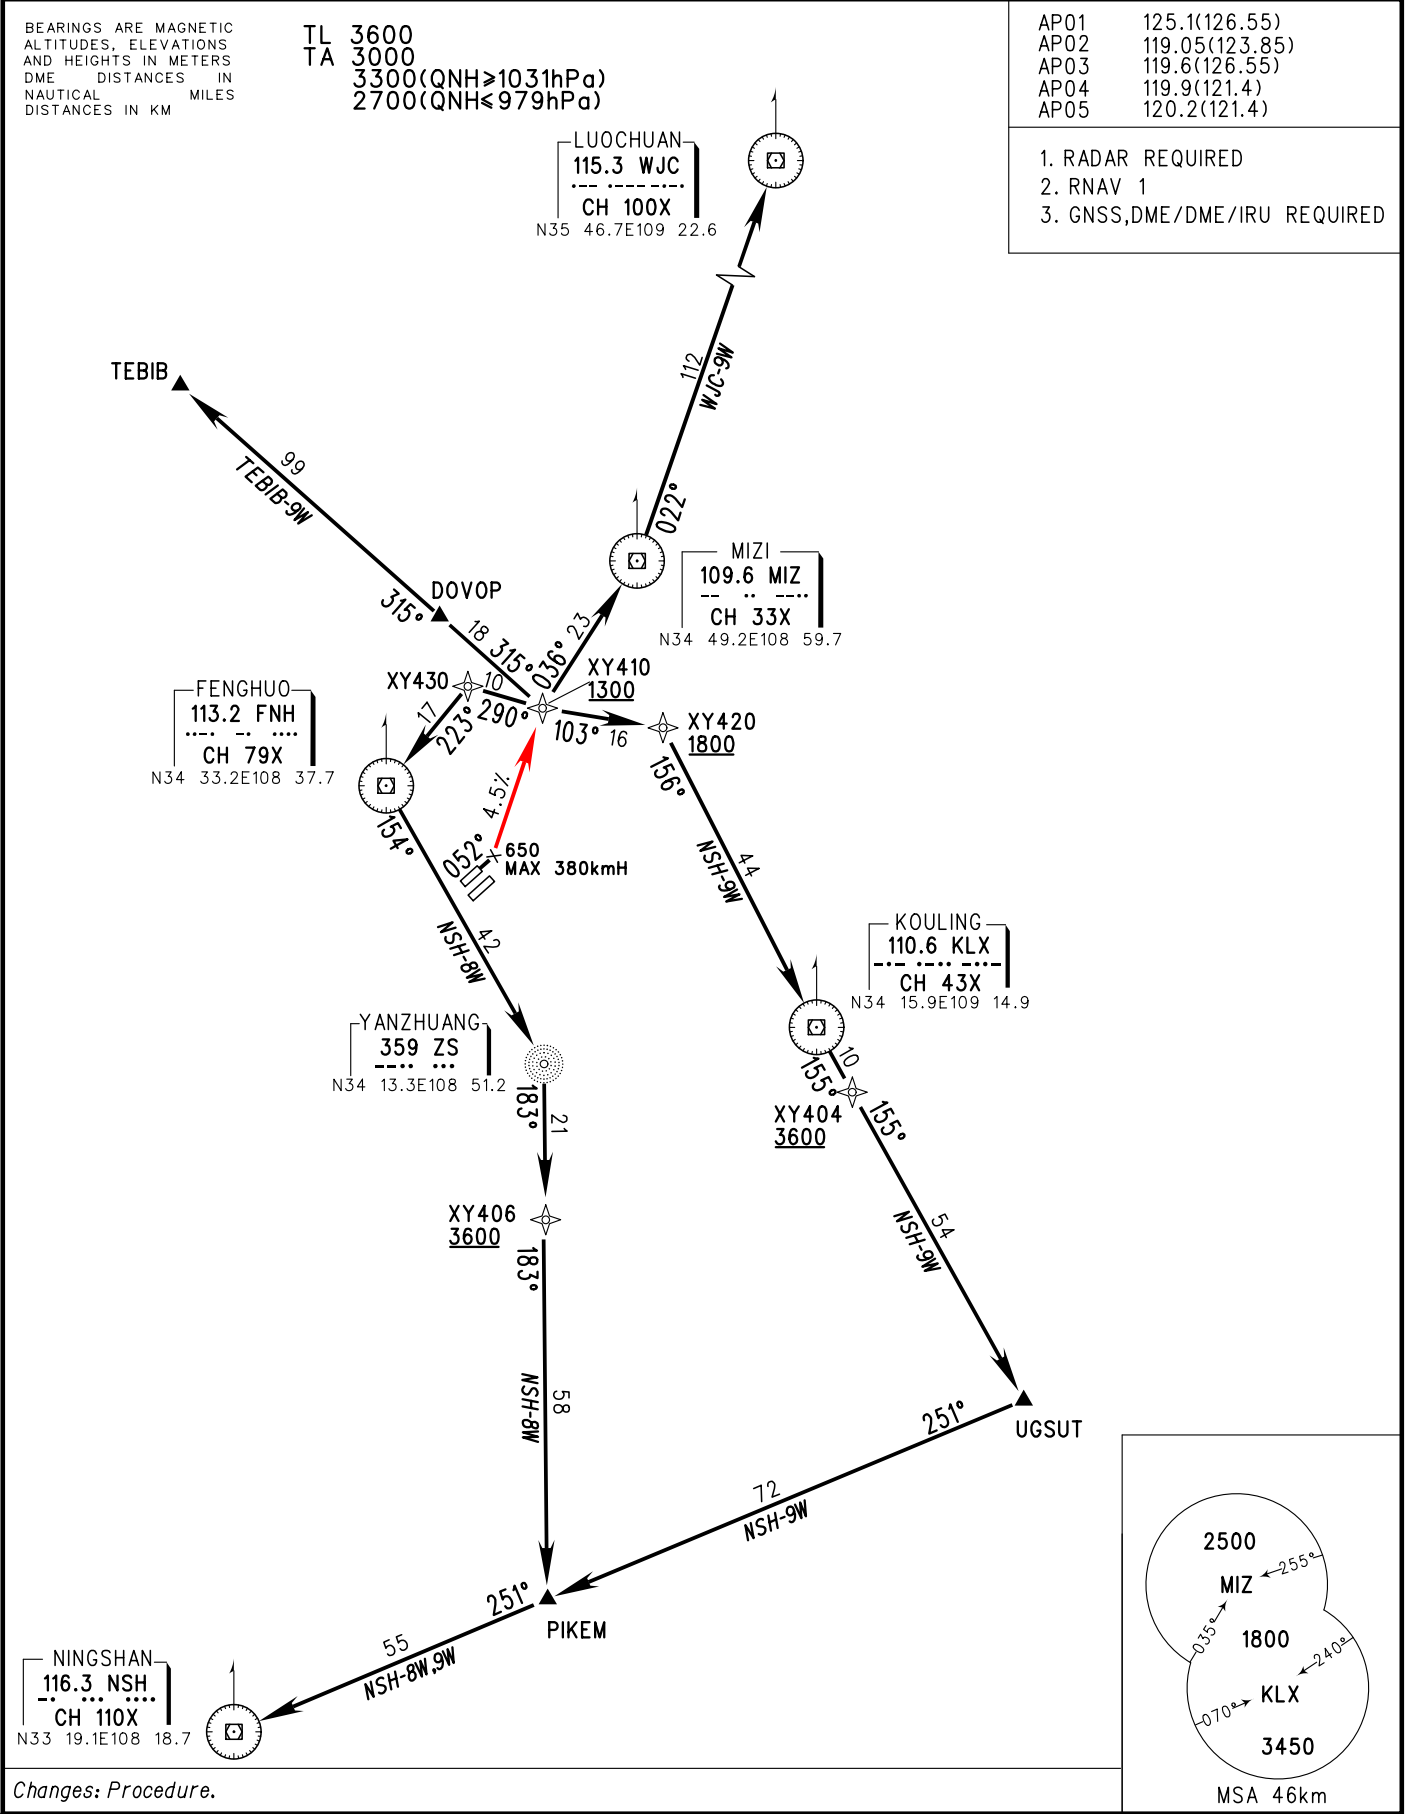 BEARINGS ARE MAGNETIC
ALTITUDES, ELEVATIONS
AND HEIGHTS IN METERS
DME DISTANCES IN
NAUTICAL MILES
DISTANCES IN KM
TL 3600
TA 3000
3300(QNH≥1031hPa)
2700(QNH≤979hPa)
AP01 125.1(126.55)
AP02 119.05(123.85)
AP03 119.6(126.55)
AP04 119.9(121.4)
AP05 120.2(121.4)
1. RADAR REQUIRED
2. RNAV 1
3. GNSS,DME/DME/IRU REQUIRED
LUOCHUAN
115.3 WJC
CH 100X
N35 46.7E109 22.6
112
WJC-9W
022°
TEBIB
99
TEBIB-9W
315°
DOVOP
18
315°
MIZI
109.6 MIZ
CH 33X
N34 49.2E108 59.7
036°
23
XY410
1300
XY430
10
290°
17
223°
103°
16
XY420
1800
FENGHUO
113.2 FNH
CH 79X
N34 33.2E108 37.7
4.5%
052°
650
MAX 380kmH
154°
42
NSH-8W
156°
44
NSH-9W
KOULING
110.6 KLX
CH 43X
N34 15.9E109 14.9
10
155°
XY404
3600
155°
YANZHUANG
359 ZS
N34 13.3E108 51.2
183°
21
XY406
3600
183°
54
NSH-9W
58
NSH-8W
251°
UGSUT
72
NSH-9W
251°
PIKEM
55
NSH-8W,9W
NINGSHAN
116.3 NSH
CH 110X
N33 19.1E108 18.7
2500
MIZ
255°
035°
1800
240°
KLX
070°
3450
MSA 46km
Changes: Procedure.